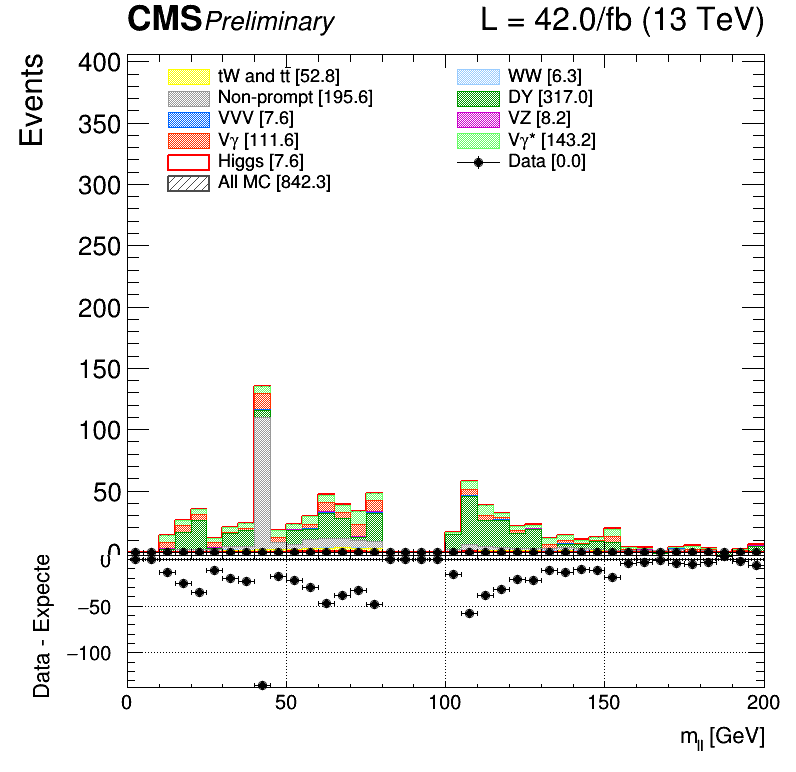 CMS Preliminary L = 42.0/fb (13 TeV)
Events
400
350
300
250
200
150
100
50
0
tW and tt̄ [52.8]
Non-prompt [195.6]
VVV [7.6]
Vγ [111.6]
Higgs [7.6]
All MC [842.3]
WW [6.3]
DY [317.0]
VZ [8.2]
Vγ* [143.2]
Data [0.0]
Data - Expecte
0
−50
−100
0 50 100 150 200
m_ll [GeV]